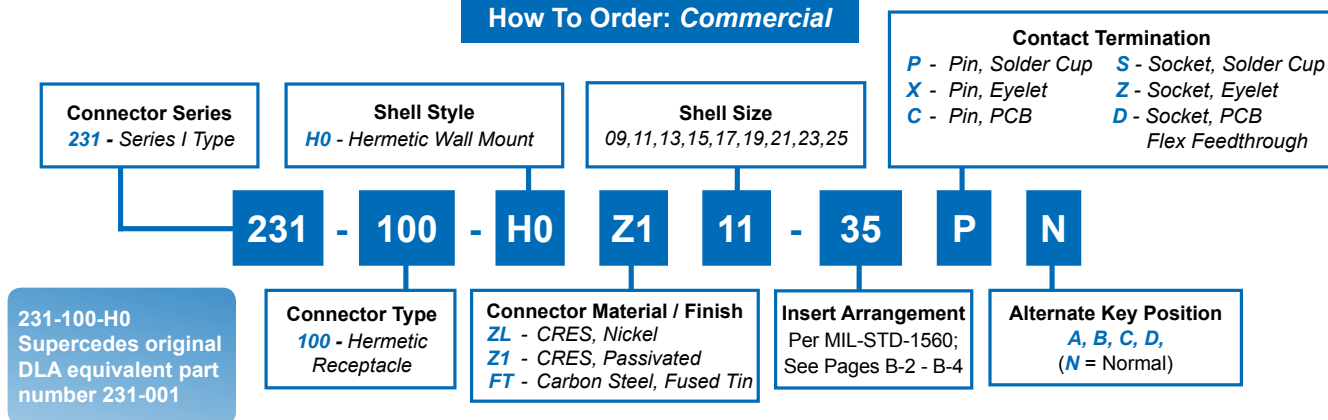 How To Order: Commercial
Contact Termination
P - Pin, Solder Cup S - Socket, Solder Cup
X - Pin, Eyelet Z - Socket, Eyelet
C - Pin, PCB D - Socket, PCB
Flex Feedthrough
Connector Series
231 - Series I Type
Shell Style
H0 - Hermetic Wall Mount
Shell Size
09,11,13,15,17,19,21,23,25
231 - 100 - H0 Z1 11 - 35 P N
231-100-H0
Supercedes original
DLA equivalent part
number 231-001
Connector Type
100 - Hermetic
Receptacle
Connector Material / Finish
ZL - CRES, Nickel
Z1 - CRES, Passivated
FT - Carbon Steel, Fused Tin
Insert Arrangement
Per MIL-STD-1560;
See Pages B-2 - B-4
Alternate Key Position
A, B, C, D,
(N = Normal)